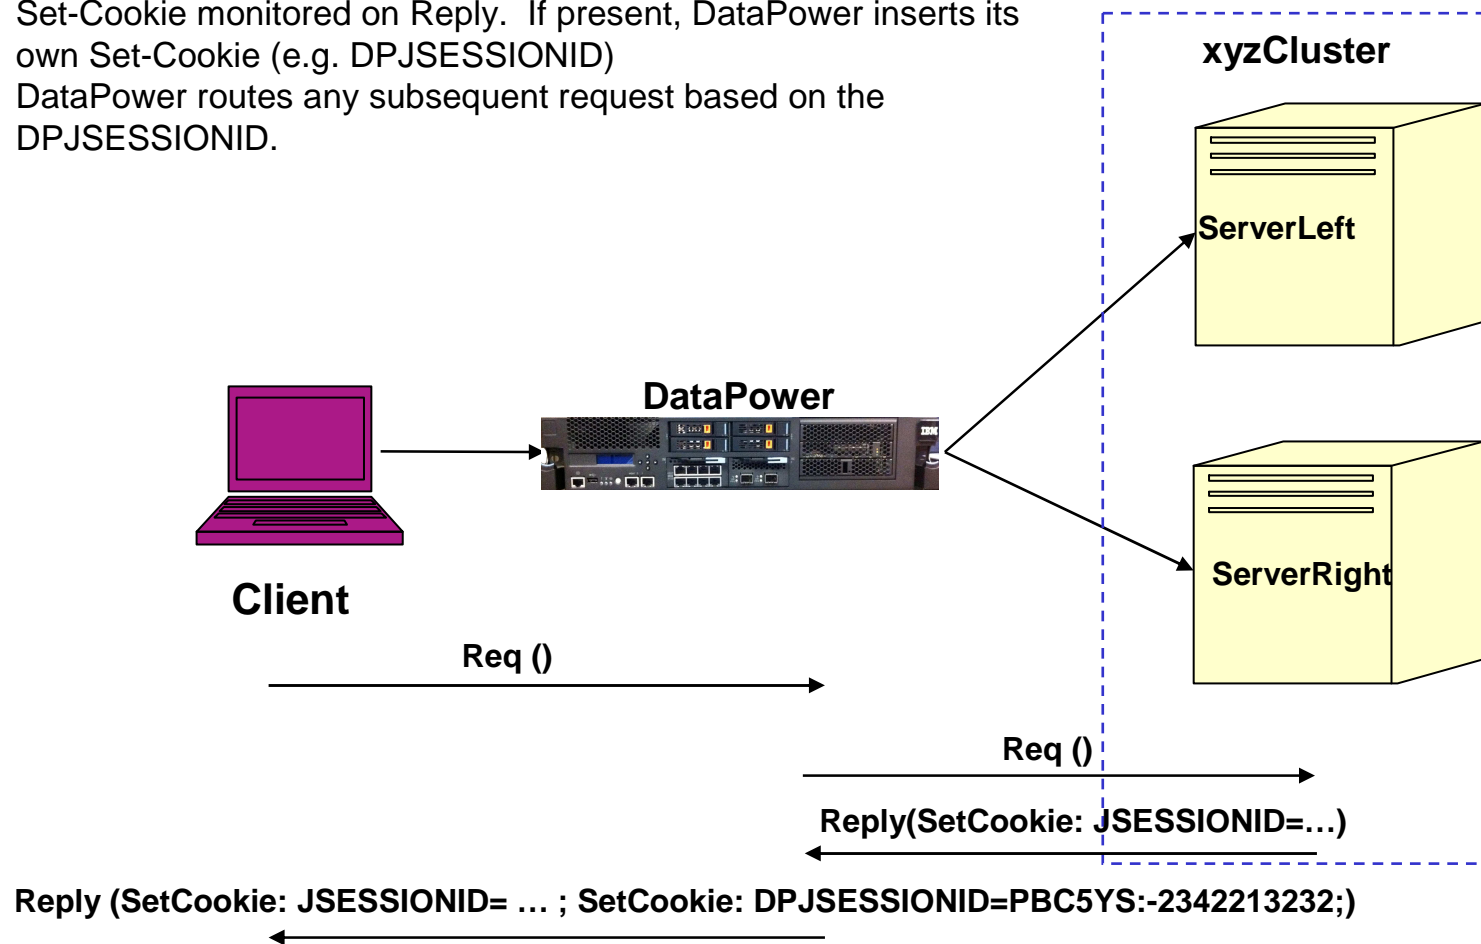 Set-Cookie monitored on Reply.  If present, DataPower inserts its
own Set-Cookie (e.g. DPJSESSIONID)
DataPower routes any subsequent request based on the
DPJSESSIONID.
xyzCluster
ServerLeft
DataPower
IBM
ServerRight
Client
Req ()
Req ()
Reply(SetCookie: JSESSIONID=…)
Reply (SetCookie: JSESSIONID= … ; SetCookie: DPJSESSIONID=PBC5YS:-2342213232;)